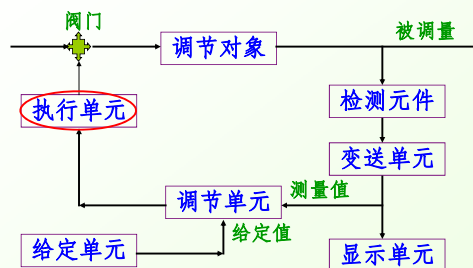 阀门
被调量
调节对象
执行单元
检测元件
变送单元
测量值
调节单元
给定值
给定单元
显示单元